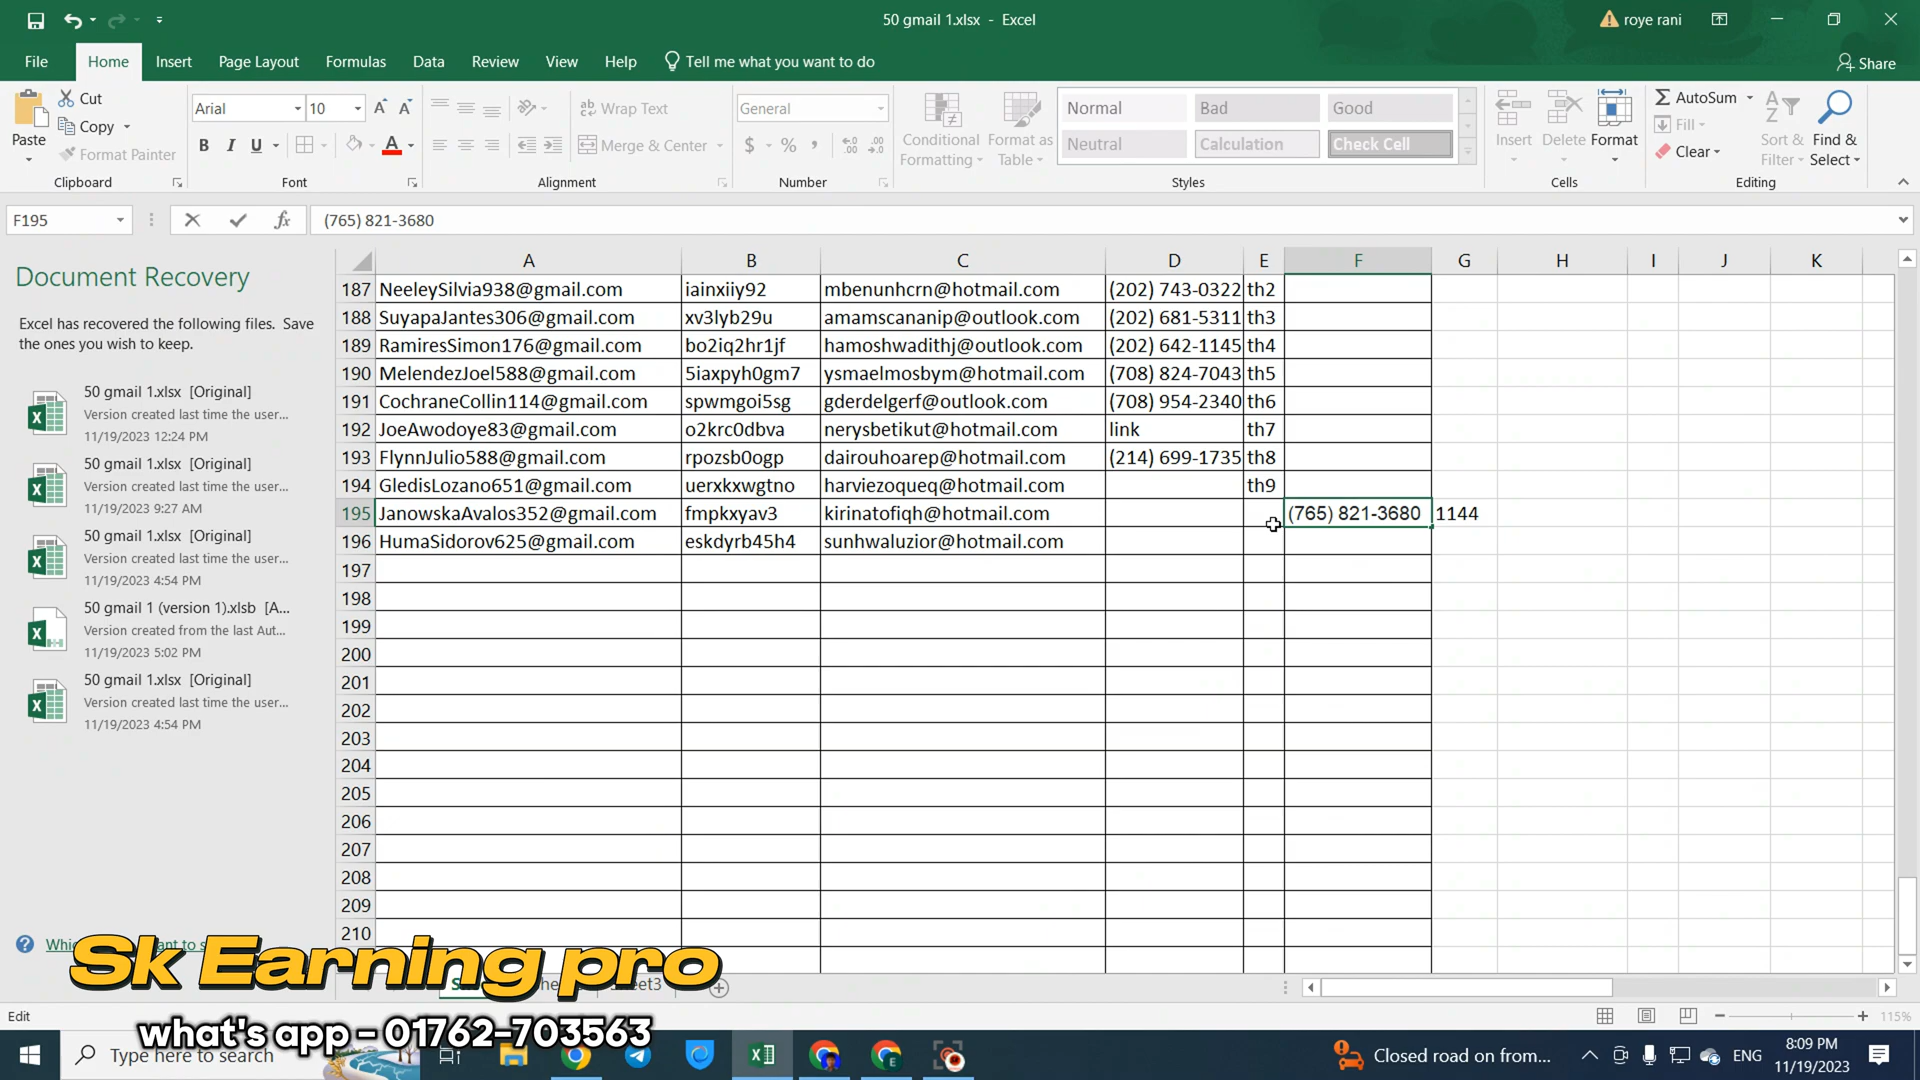 50 gmail 1.xlsx - Excel
roye rani
File Home Insert Page Layout Formulas Data Review View Help Tell me what you want to do
Share
Paste
Cut
Copy
Format Painter
Clipboard
Arial 10
B I U A
Font
Wrap Text
Merge & Center
Alignment
General
$ % ,
Number
Conditional Formatting
Format as Table
Normal Bad Good
Neutral Calculation Check Cell
Styles
Insert Delete Format
Cells
AutoSum
Fill
Clear
Sort & Filter
Find & Select
Editing
F195 fx (765) 821-3680
Document Recovery
Excel has recovered the following files. Save
the ones you wish to keep.
50 gmail 1.xlsx [Original]
Version created last time the user...
11/19/2023 12:24 PM
50 gmail 1.xlsx [Original]
Version created last time the user...
11/19/2023 9:27 AM
50 gmail 1.xlsx [Original]
Version created last time the user...
11/19/2023 4:54 PM
50 gmail 1 (version 1).xlsb [A...
Version created from the last Aut...
11/19/2023 5:02 PM
50 gmail 1.xlsx [Original]
Version created last time the user...
11/19/2023 4:54 PM
A B C D E F G H I J K
187 NeeleySilvia938@gmail.com iainxiiy92 mbenunhcrn@hotmail.com (202) 743-0322 th2
188 SuyapaJantes306@gmail.com xv3lyb29u amamscananip@outlook.com (202) 681-5311 th3
189 RamiresSimon176@gmail.com bo2iq2hr1jf hamoshwadithj@outlook.com (202) 642-1145 th4
190 MelendezJoel588@gmail.com 5iaxpyh0gm7 ysmaelmosbym@hotmail.com (708) 824-7043 th5
191 CochraneCollin114@gmail.com spwmgoi5sg gderdelgerf@outlook.com (708) 954-2340 th6
192 JoeAwodoye83@gmail.com o2krc0dbva nerysbetikut@hotmail.com link th7
193 FlynnJulio588@gmail.com rpozsb0ogp dairouhoarep@hotmail.com (214) 699-1735 th8
194 GledisLozano651@gmail.com uerxkxwgtno harviezoqueq@hotmail.com th9
195 JanowskaAvalos352@gmail.com fmpkxyav3 kirinatofiqh@hotmail.com (765) 821-3680 1144
196 HumaSidorov625@gmail.com eskdyrb45h4 sunhwaluzior@hotmail.com
197
198
199
200
201
202
203
204
205
206
207
208
209
210
Sk Earning pro
what's app - 01762-703563
Edit
115%
Type here to search
Closed road on from...
ENG
8:09 PM
11/19/2023